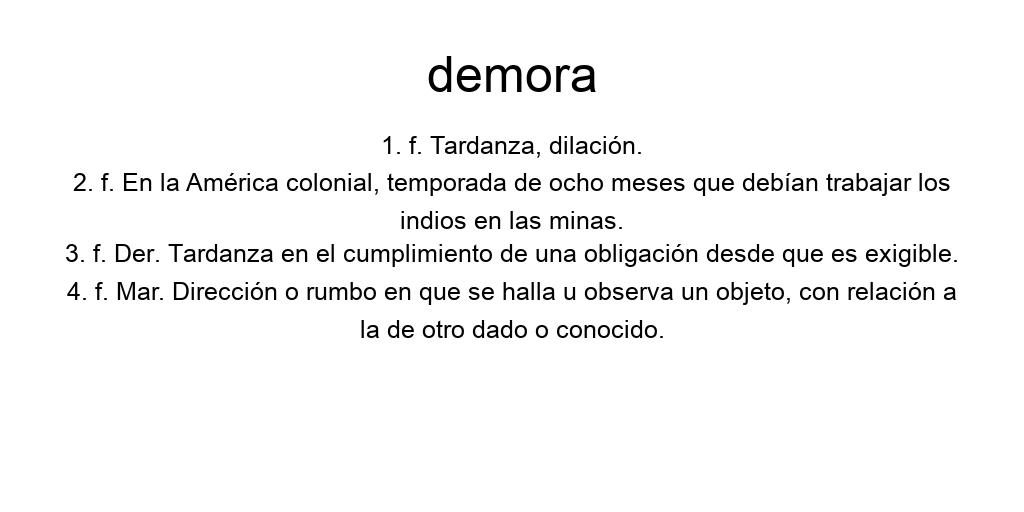 demora
1. f. Tardanza, dilación.
2. f. En la América colonial, temporada de ocho meses que debían trabajar los
indios en las minas.
3. f. Der. Tardanza en el cumplimiento de una obligación desde que es exigible.
4. f. Mar. Dirección o rumbo en que se halla u observa un objeto, con relación a
la de otro dado o conocido.